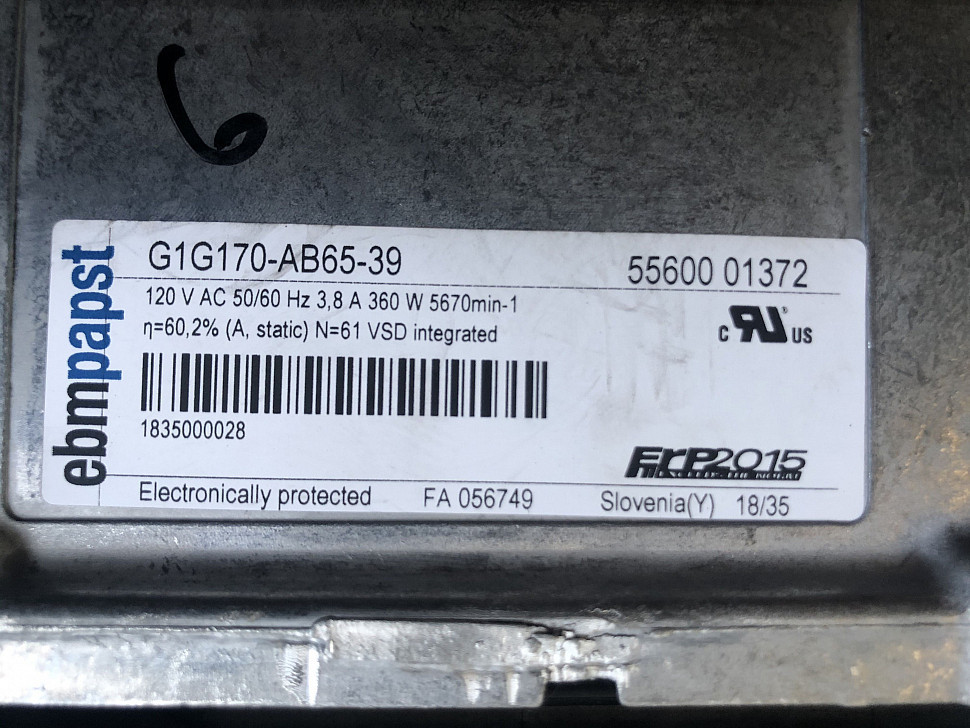 6
ebmpapst
G1G170-AB65-39
55600 01372
120 V AC 50/60 Hz 3,8 A 360 W 5670min-1
η=60,2% (A, static) N=61 VSD integrated
c RU US
1835000028
ErP2015
Electronically protected FA 056749 Slovenia(Y) 18/35